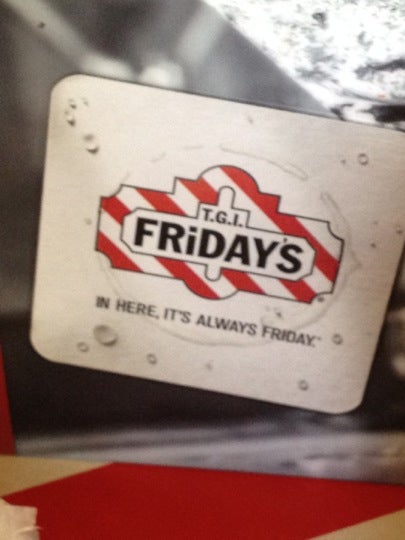 T.G.I.
FRiDAY'S
IN HERE, IT'S ALWAYS FRIDAY.